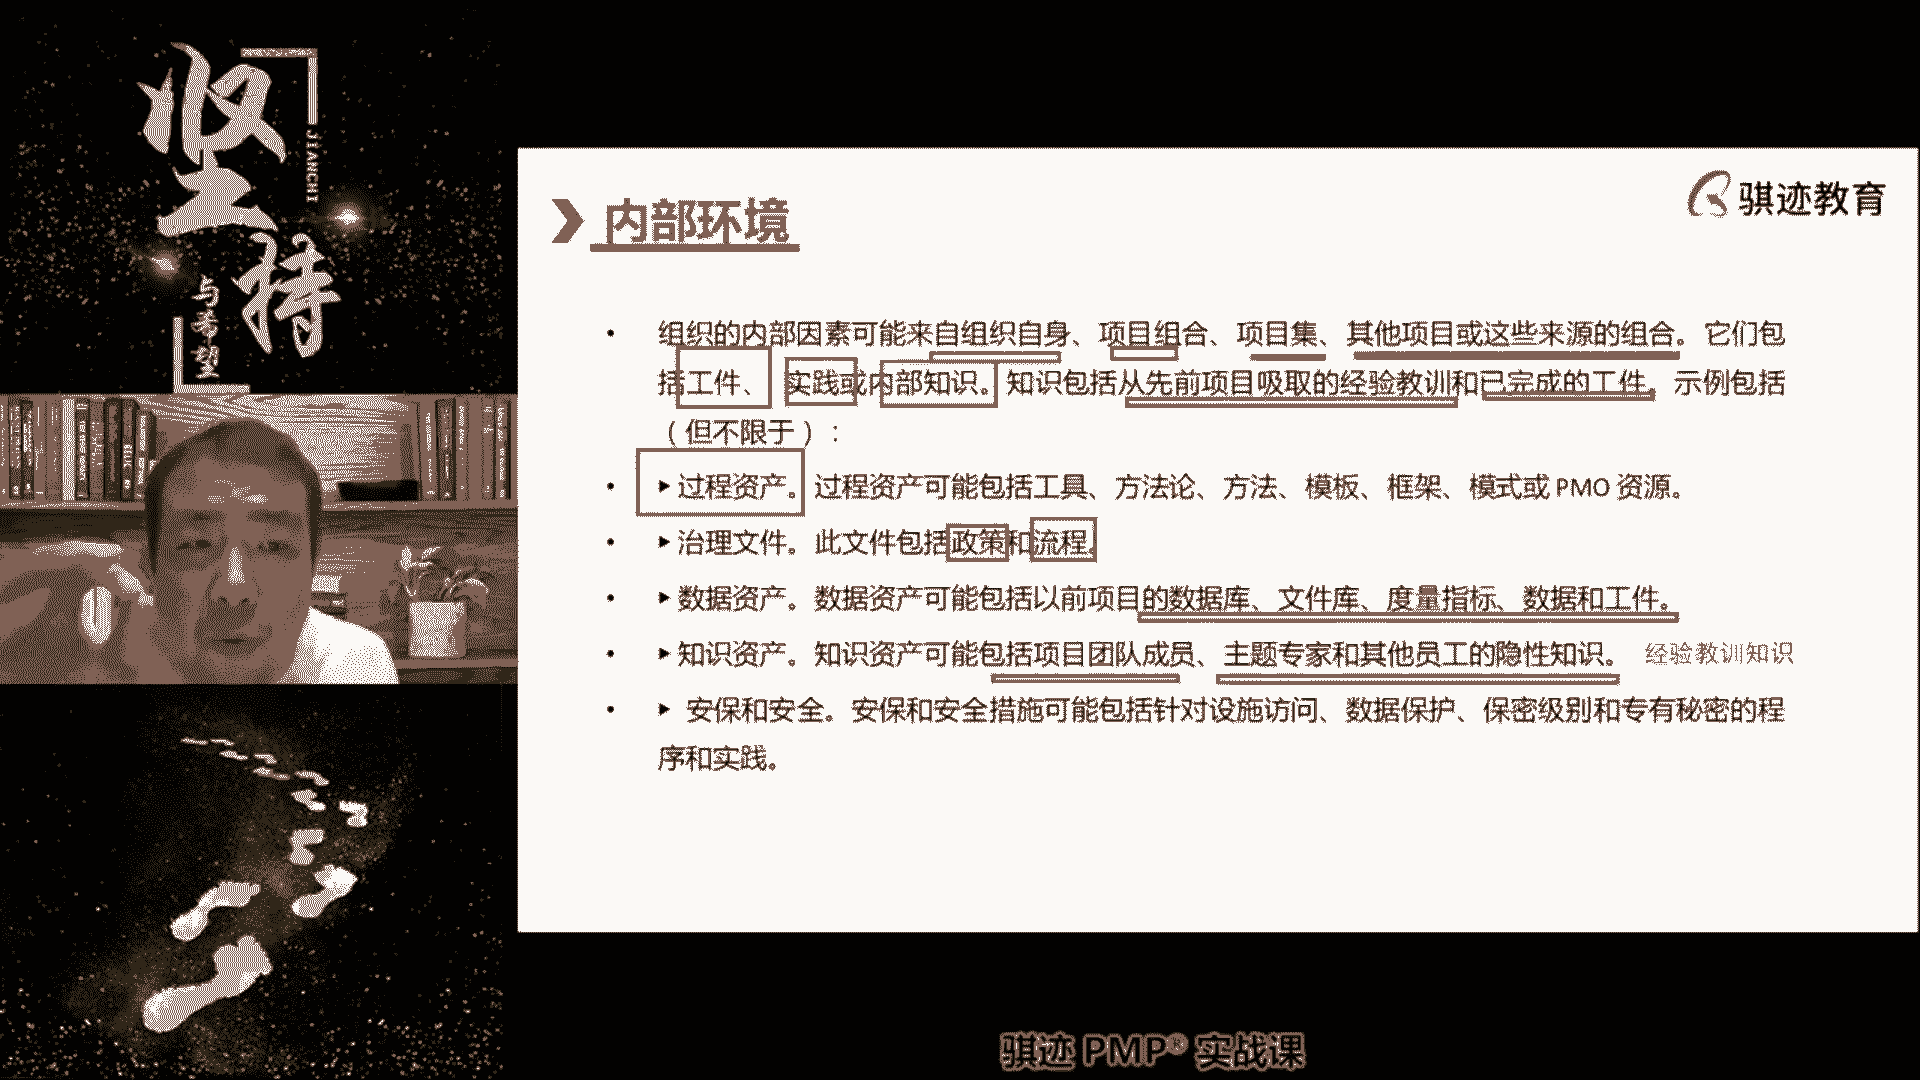 坚持
JIANCHI
与希望
骐迹教育
内部环境
• 组织的内部因素可能来自组织自身、项目组合、项目集、其他项目或这些来源的组合。它们包
括工件、实践或内部知识。知识包括从先前项目吸取的经验教训和已完成的工件。示例包括
（但不限于）：
• ►过程资产。过程资产可能包括工具、方法论、方法、模板、框架、模式或 PMO 资源。
• ►治理文件。此文件包括政策和流程。
• ►数据资产。数据资产可能包括以前项目的数据库、文件库、度量指标、数据和工件。
• ►知识资产。知识资产可能包括项目团队成员、主题专家和其他员工的隐性知识。 经验教训知识
• ► 安保和安全。安保和安全措施可能包括针对设施访问、数据保护、保密级别和专有秘密的程
序和实践。
骐迹 PMP® 实战课